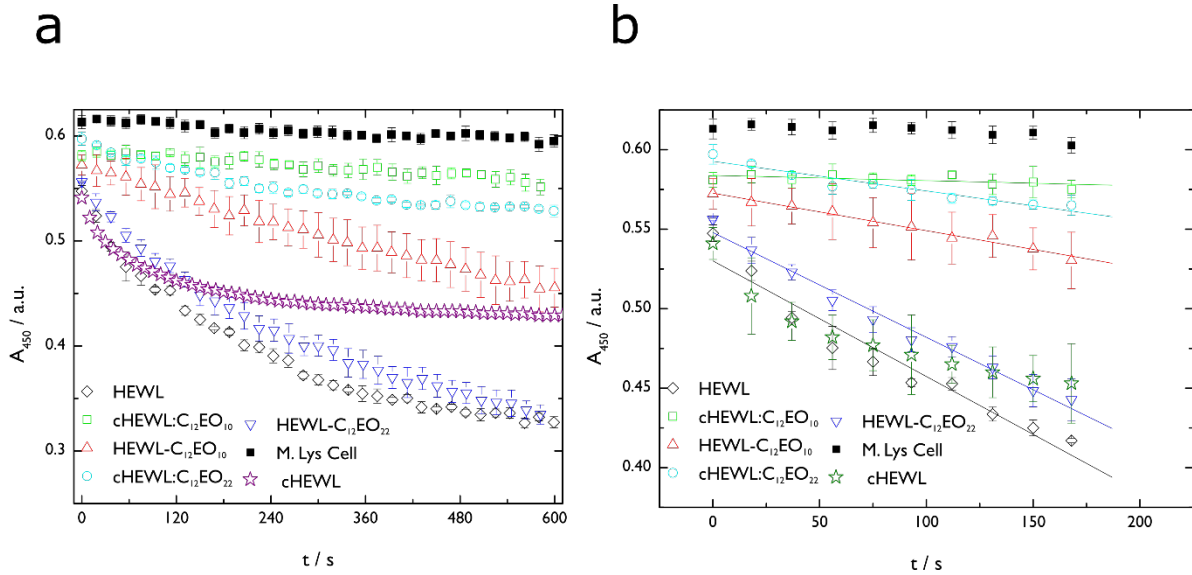 a
A₄₅₀ / a.u.
0.6
0.5
0.4
0.3
HEWL
cHEWL:C₁₂EO₁₀
HEWL-C₁₂EO₁₀
cHEWL:C₁₂EO₂₂
HEWL-C₁₂EO₂₂
M. Lys Cell
cHEWL
0 120 240 360 480 600
t / s
b
A₄₅₀ / a.u.
0.60
0.55
0.50
0.45
0.40
HEWL
cHEWL:C₁₂EO₁₀
HEWL-C₁₂EO₁₀
cHEWL:C₁₂EO₂₂
HEWL-C₁₂EO₂₂
M. Lys Cell
cHEWL
0 50 100 150 200
t / s